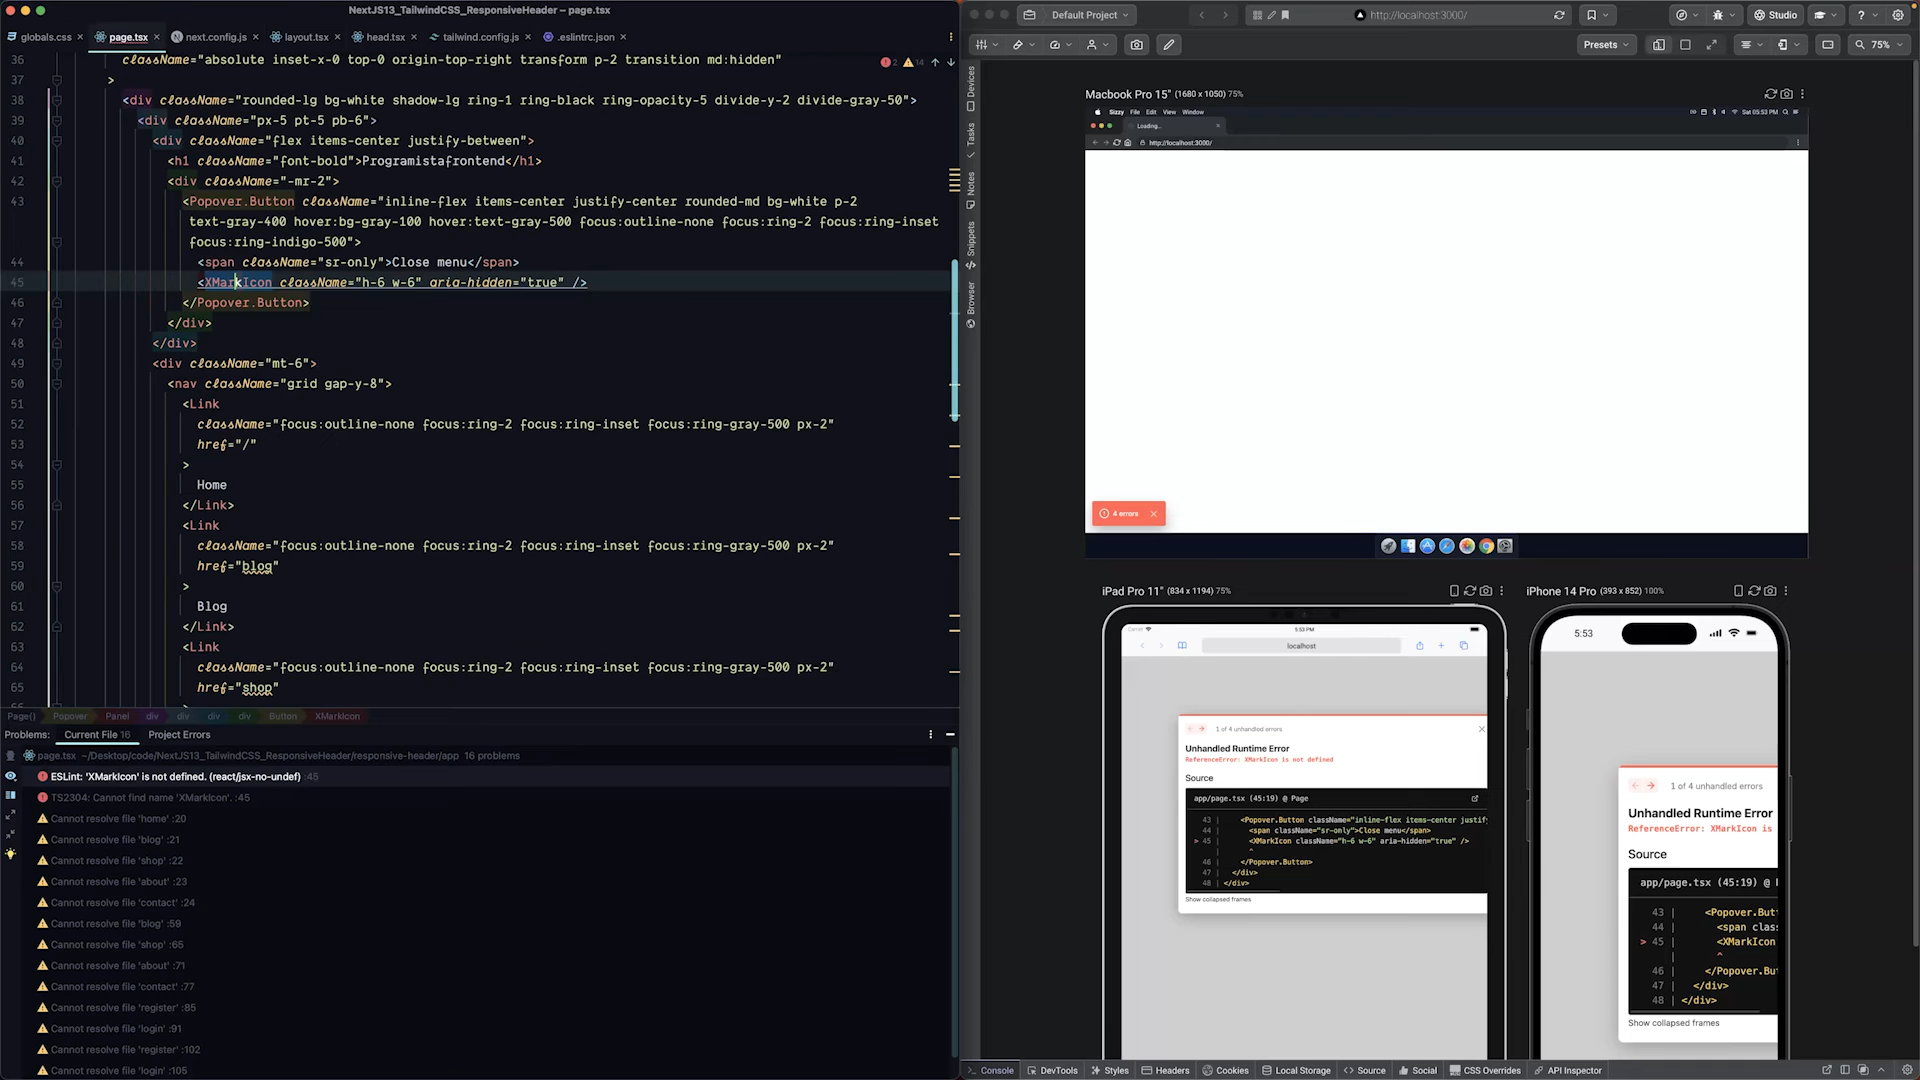 NextJS13_TailwindCSS_ResponsiveHeader – page.tsx
globals.css
page.tsx
next.config.js
layout.tsx
head.tsx
tailwind.config.js
.eslintrc.json
36 className="absolute inset-x-0 top-0 origin-top-right transform p-2 transition md:hidden"
2 14
37 >
38 <div className="rounded-lg bg-white shadow-lg ring-1 ring-black ring-opacity-5 divide-y-2 divide-gray-50">
39 <div className="px-5 pt-5 pb-6">
40 <div className="flex items-center justify-between">
41 <h1 className="font-bold">Programistafrontend</h1>
42 <div className="-mr-2">
43 <Popover.Button className="inline-flex items-center justify-center rounded-md bg-white p-2
text-gray-400 hover:bg-gray-100 hover:text-gray-500 focus:outline-none focus:ring-2 focus:ring-inset
focus:ring-indigo-500">
44 <span className="sr-only">Close menu</span>
45 <XMarkIcon className="h-6 w-6" aria-hidden="true" />
46 </Popover.Button>
47 </div>
48 </div>
49 <div className="mt-6">
50 <nav className="grid gap-y-8">
51 <Link
52 className="focus:outline-none focus:ring-2 focus:ring-inset focus:ring-gray-500 px-2"
53 href="/"
54 >
55 Home
56 </Link>
57 <Link
58 className="focus:outline-none focus:ring-2 focus:ring-inset focus:ring-gray-500 px-2"
59 href="blog"
60 >
61 Blog
62 </Link>
63 <Link
64 className="focus:outline-none focus:ring-2 focus:ring-inset focus:ring-gray-500 px-2"
65 href="shop"
Page() Popover Panel div div div div Button XMarkIcon
Problems: Current File 16 Project Errors
page.tsx ~/Desktop/code/NextJS13_TailwindCSS_ResponsiveHeader/responsive-header/app 16 problems
ESLint: 'XMarkIcon' is not defined. (react/jsx-no-undef) :45
TS2304: Cannot find name 'XMarkIcon'. :45
Cannot resolve file 'home' :20
Cannot resolve file 'blog' :21
Cannot resolve file 'shop' :22
Cannot resolve file 'about' :23
Cannot resolve file 'contact' :24
Cannot resolve file 'blog' :59
Cannot resolve file 'shop' :65
Cannot resolve file 'about' :71
Cannot resolve file 'contact' :77
Cannot resolve file 'register' :85
Cannot resolve file 'login' :91
Cannot resolve file 'register' :102
Cannot resolve file 'login' :105
Default Project
http://localhost:3000/
Studio
Presets
75%
Devices
Tasks
Notes
Snippets
Browser
Macbook Pro 15" (1680 x 1050) 75%
Sizzy File Edit View Window
Sat 05:53 PM
Loading...
http://localhost:3000/
4 errors
iPad Pro 11" (834 x 1194) 75%
5:53 PM
localhost
1 of 4 unhandled errors
Unhandled Runtime Error
ReferenceError: XMarkIcon is not defined
Source
app/page.tsx (45:19) @ Page
43 | <Popover.Button className="inline-flex items-center justify
44 | <span className="sr-only">Close menu</span>
> 45 | <XMarkIcon className="h-6 w-6" aria-hidden="true" />
| ^
46 | </Popover.Button>
47 | </div>
48 | </div>
Show collapsed frames
iPhone 14 Pro (393 x 852) 100%
5:53
1 of 4 unhandled errors
Unhandled Runtime Error
ReferenceError: XMarkIcon is
Source
app/page.tsx (45:19) @
43 | <Popover.But
44 | <span clas
> 45 | <XMarkIcon
| ^
46 | </Popover.Bu
47 | </div>
48 | </div>
Show collapsed frames
Console
DevTools
Styles
Headers
Cookies
Local Storage
Source
Social
CSS Overrides
API Inspector